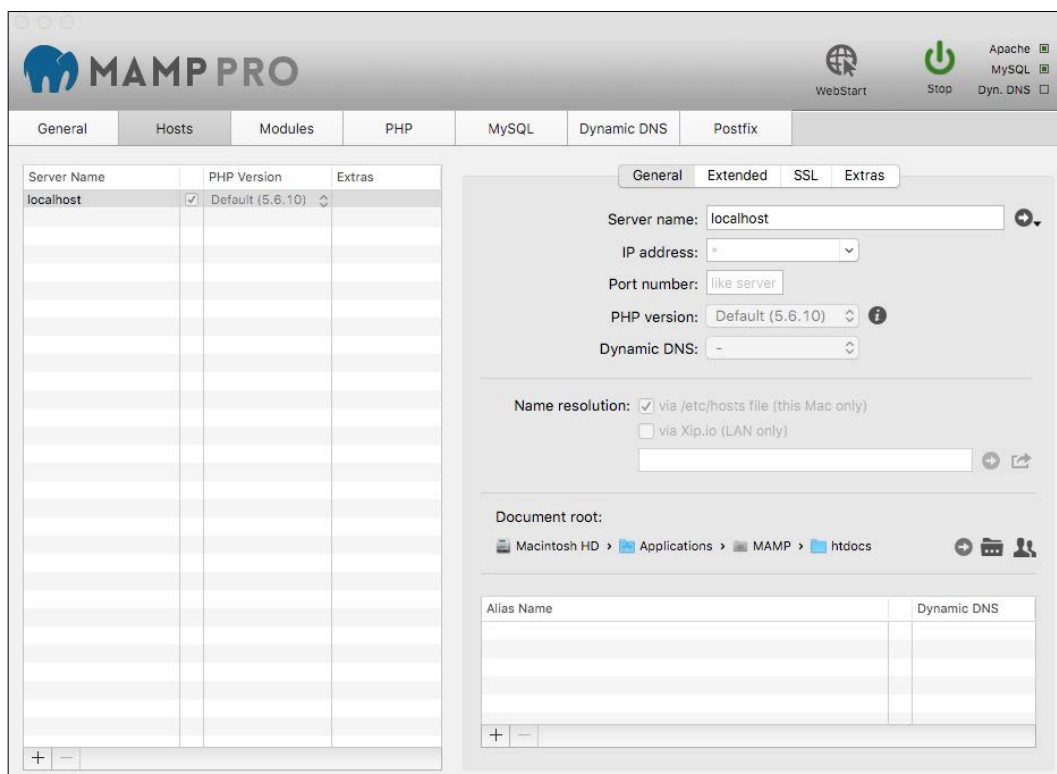 MAMP PRO
WebStart
Stop
Apache
MySQL
Dyn. DNS
General Hosts Modules PHP MySQL Dynamic DNS Postfix
Server Name PHP Version Extras
localhost Default (5.6.10)
General Extended SSL Extras
Server name: localhost
IP address: *
Port number: like server
PHP version: Default (5.6.10)
Dynamic DNS: -
Name resolution: via /etc/hosts file (this Mac only)
via Xip.io (LAN only)
Document root:
Macintosh HD › Applications › MAMP › htdocs
Alias Name Dynamic DNS